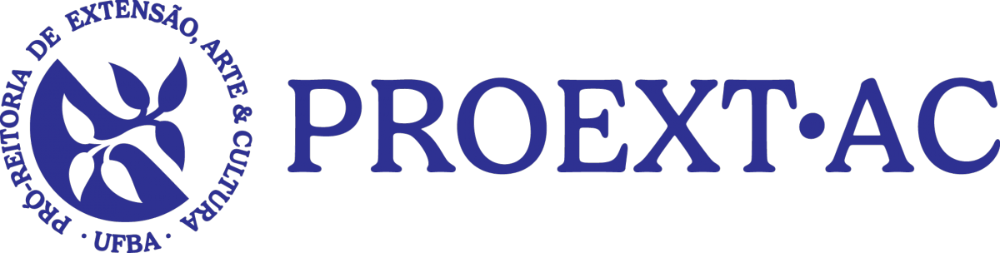 PRÓ-REITORIA DE EXTENSÃO, ARTE & CULTURA
· UFBA ·
PROEXT·AC